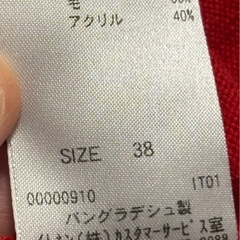 毛
アクリル 40%
SIZE 38
00000910 IT01
バングラデシュ製
(株)カスタマーサービス室